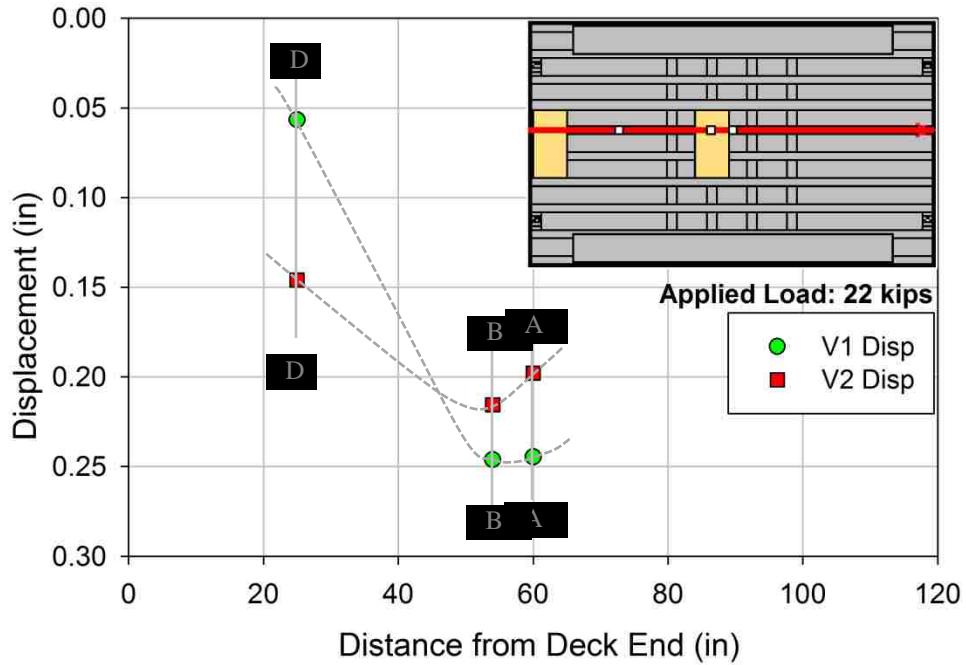 0.00
D
0.05
0.10
0.15
Applied Load: 22 kips
B A
V1 Disp
D
0.20
V2 Disp
0.25
B A
0.30
0 20 40 60 80 100 120
Displacement (in)
Distance from Deck End (in)